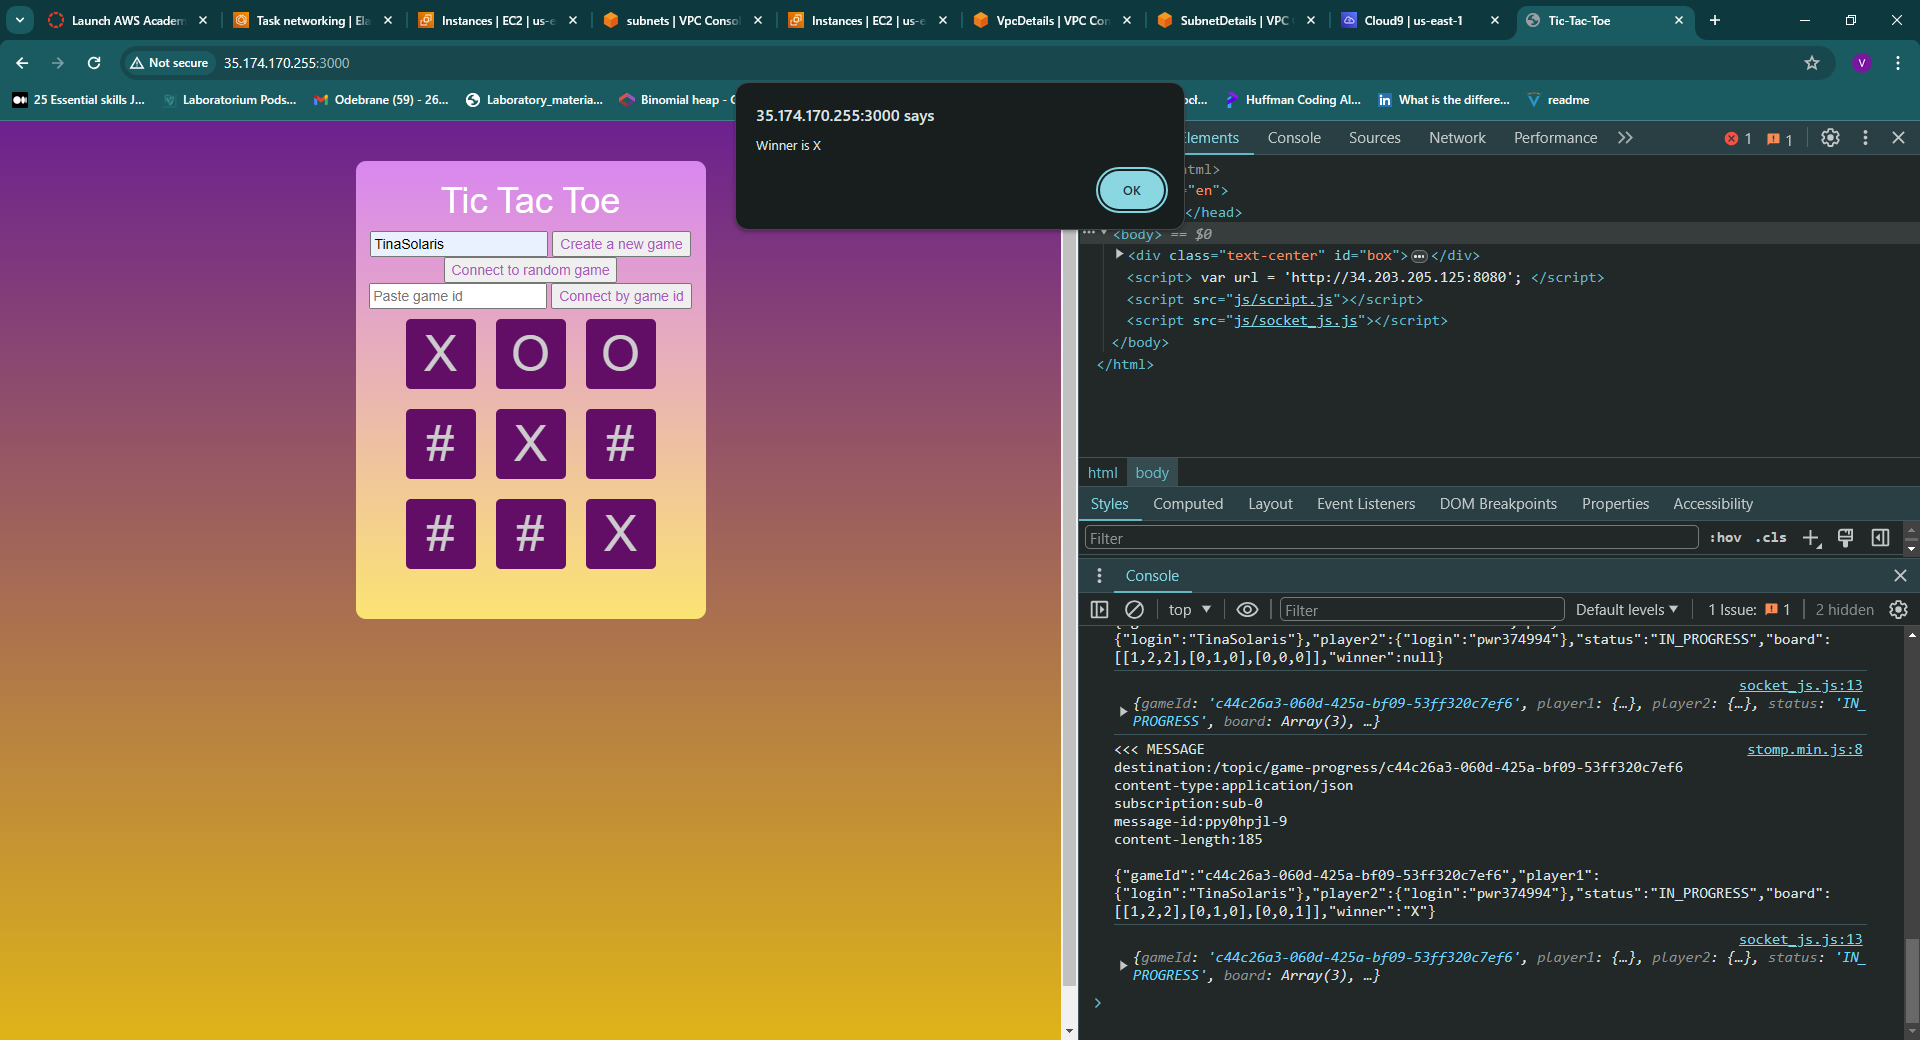 Launch AWS Academ
Task networking | Ela
Instances | EC2 | us-e
subnets | VPC Conso
Instances | EC2 | us-e
VpcDetails | VPC Con
SubnetDetails | VPC
Cloud9 | us-east-1
Tic-Tac-Toe
Not secure
35.174.170.255:3000
V
25 Essential skills J...
Laboratorium Pods...
Odebrane (59) - 26...
Laboratory_materia...
Binomial heap -
Huffman Coding Al...
What is the differe...
readme
35.174.170.255:3000 says
Winner is X
OK
Tic Tac Toe
TinaSolaris
Create a new game
Connect to random game
Paste game id
Connect by game id
X O O
# X #
# # X
Elements
Console
Sources
Network
Performance
1
1
html>
"en">
</head>
<body> == $0
<div class="text-center" id="box"> </div>
<script> var url = 'http://34.203.205.125:8080'; </script>
<script src="js/script.js"></script>
<script src="js/socket_js.js"></script>
</body>
</html>
html
body
Styles
Computed
Layout
Event Listeners
DOM Breakpoints
Properties
Accessibility
Filter
:hov
.cls
Console
top
Filter
Default levels
1 Issue:
1
2 hidden
{"login":"TinaSolaris"},"player2":{"login":"pwr374994"},"status":"IN_PROGRESS","board":
[[1,2,2],[0,1,0],[0,0,0]],"winner":null}
socket_js.js:13
{gameId: 'c44c26a3-060d-425a-bf09-53ff320c7ef6', player1: {…}, player2: {…}, status: 'IN_
PROGRESS', board: Array(3), …}
<<< MESSAGE
stomp.min.js:8
destination:/topic/game-progress/c44c26a3-060d-425a-bf09-53ff320c7ef6
content-type:application/json
subscription:sub-0
message-id:ppy0hpjl-9
content-length:185
{"gameId":"c44c26a3-060d-425a-bf09-53ff320c7ef6","player1":
{"login":"TinaSolaris"},"player2":{"login":"pwr374994"},"status":"IN_PROGRESS","board":
[[1,2,2],[0,1,0],[0,0,1]],"winner":"X"}
socket_js.js:13
{gameId: 'c44c26a3-060d-425a-bf09-53ff320c7ef6', player1: {…}, player2: {…}, status: 'IN_
PROGRESS', board: Array(3), …}